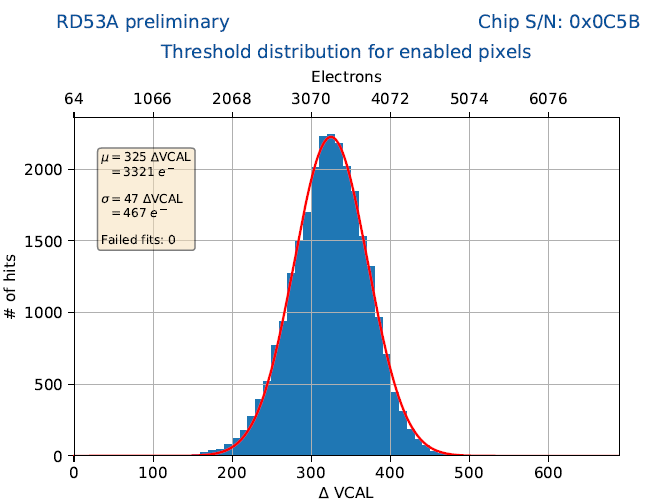 RD53A preliminary
Chip S/N: 0x0C5B
Threshold distribution for enabled pixels
Electrons
64 1066 2068 3070 4072 5074 6076
μ = 325 ΔVCAL
= 3321 e⁻
σ = 47 ΔVCAL
= 467 e⁻
Failed fits: 0
# of hits
2000
1500
1000
500
0
0 100 200 300 400 500 600
Δ VCAL